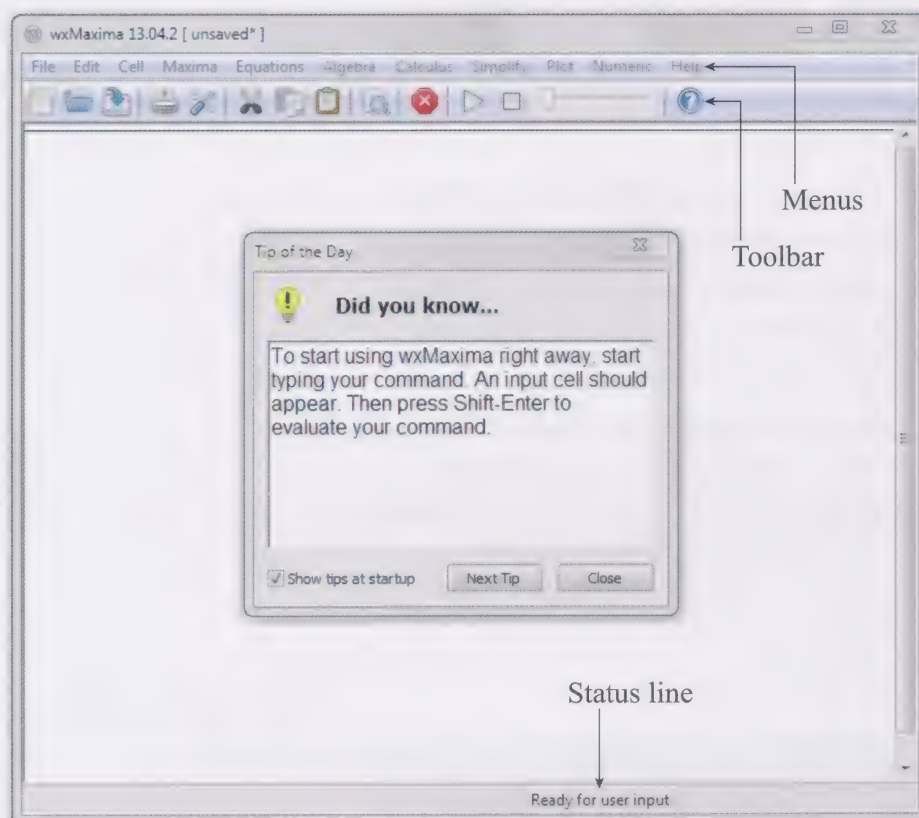 wxMaxima 13.04.2 [ unsaved* ]
File Edit Cell Maxima Equations Algebra Calculus Simplify Plot Numeric Help
Menus
Toolbar
Tip of the Day
Did you know...
To start using wxMaxima right away, start
typing your command. An input cell should
appear. Then press Shift-Enter to
evaluate your command.
Show tips at startup Next Tip Close
Status line
Ready for user input